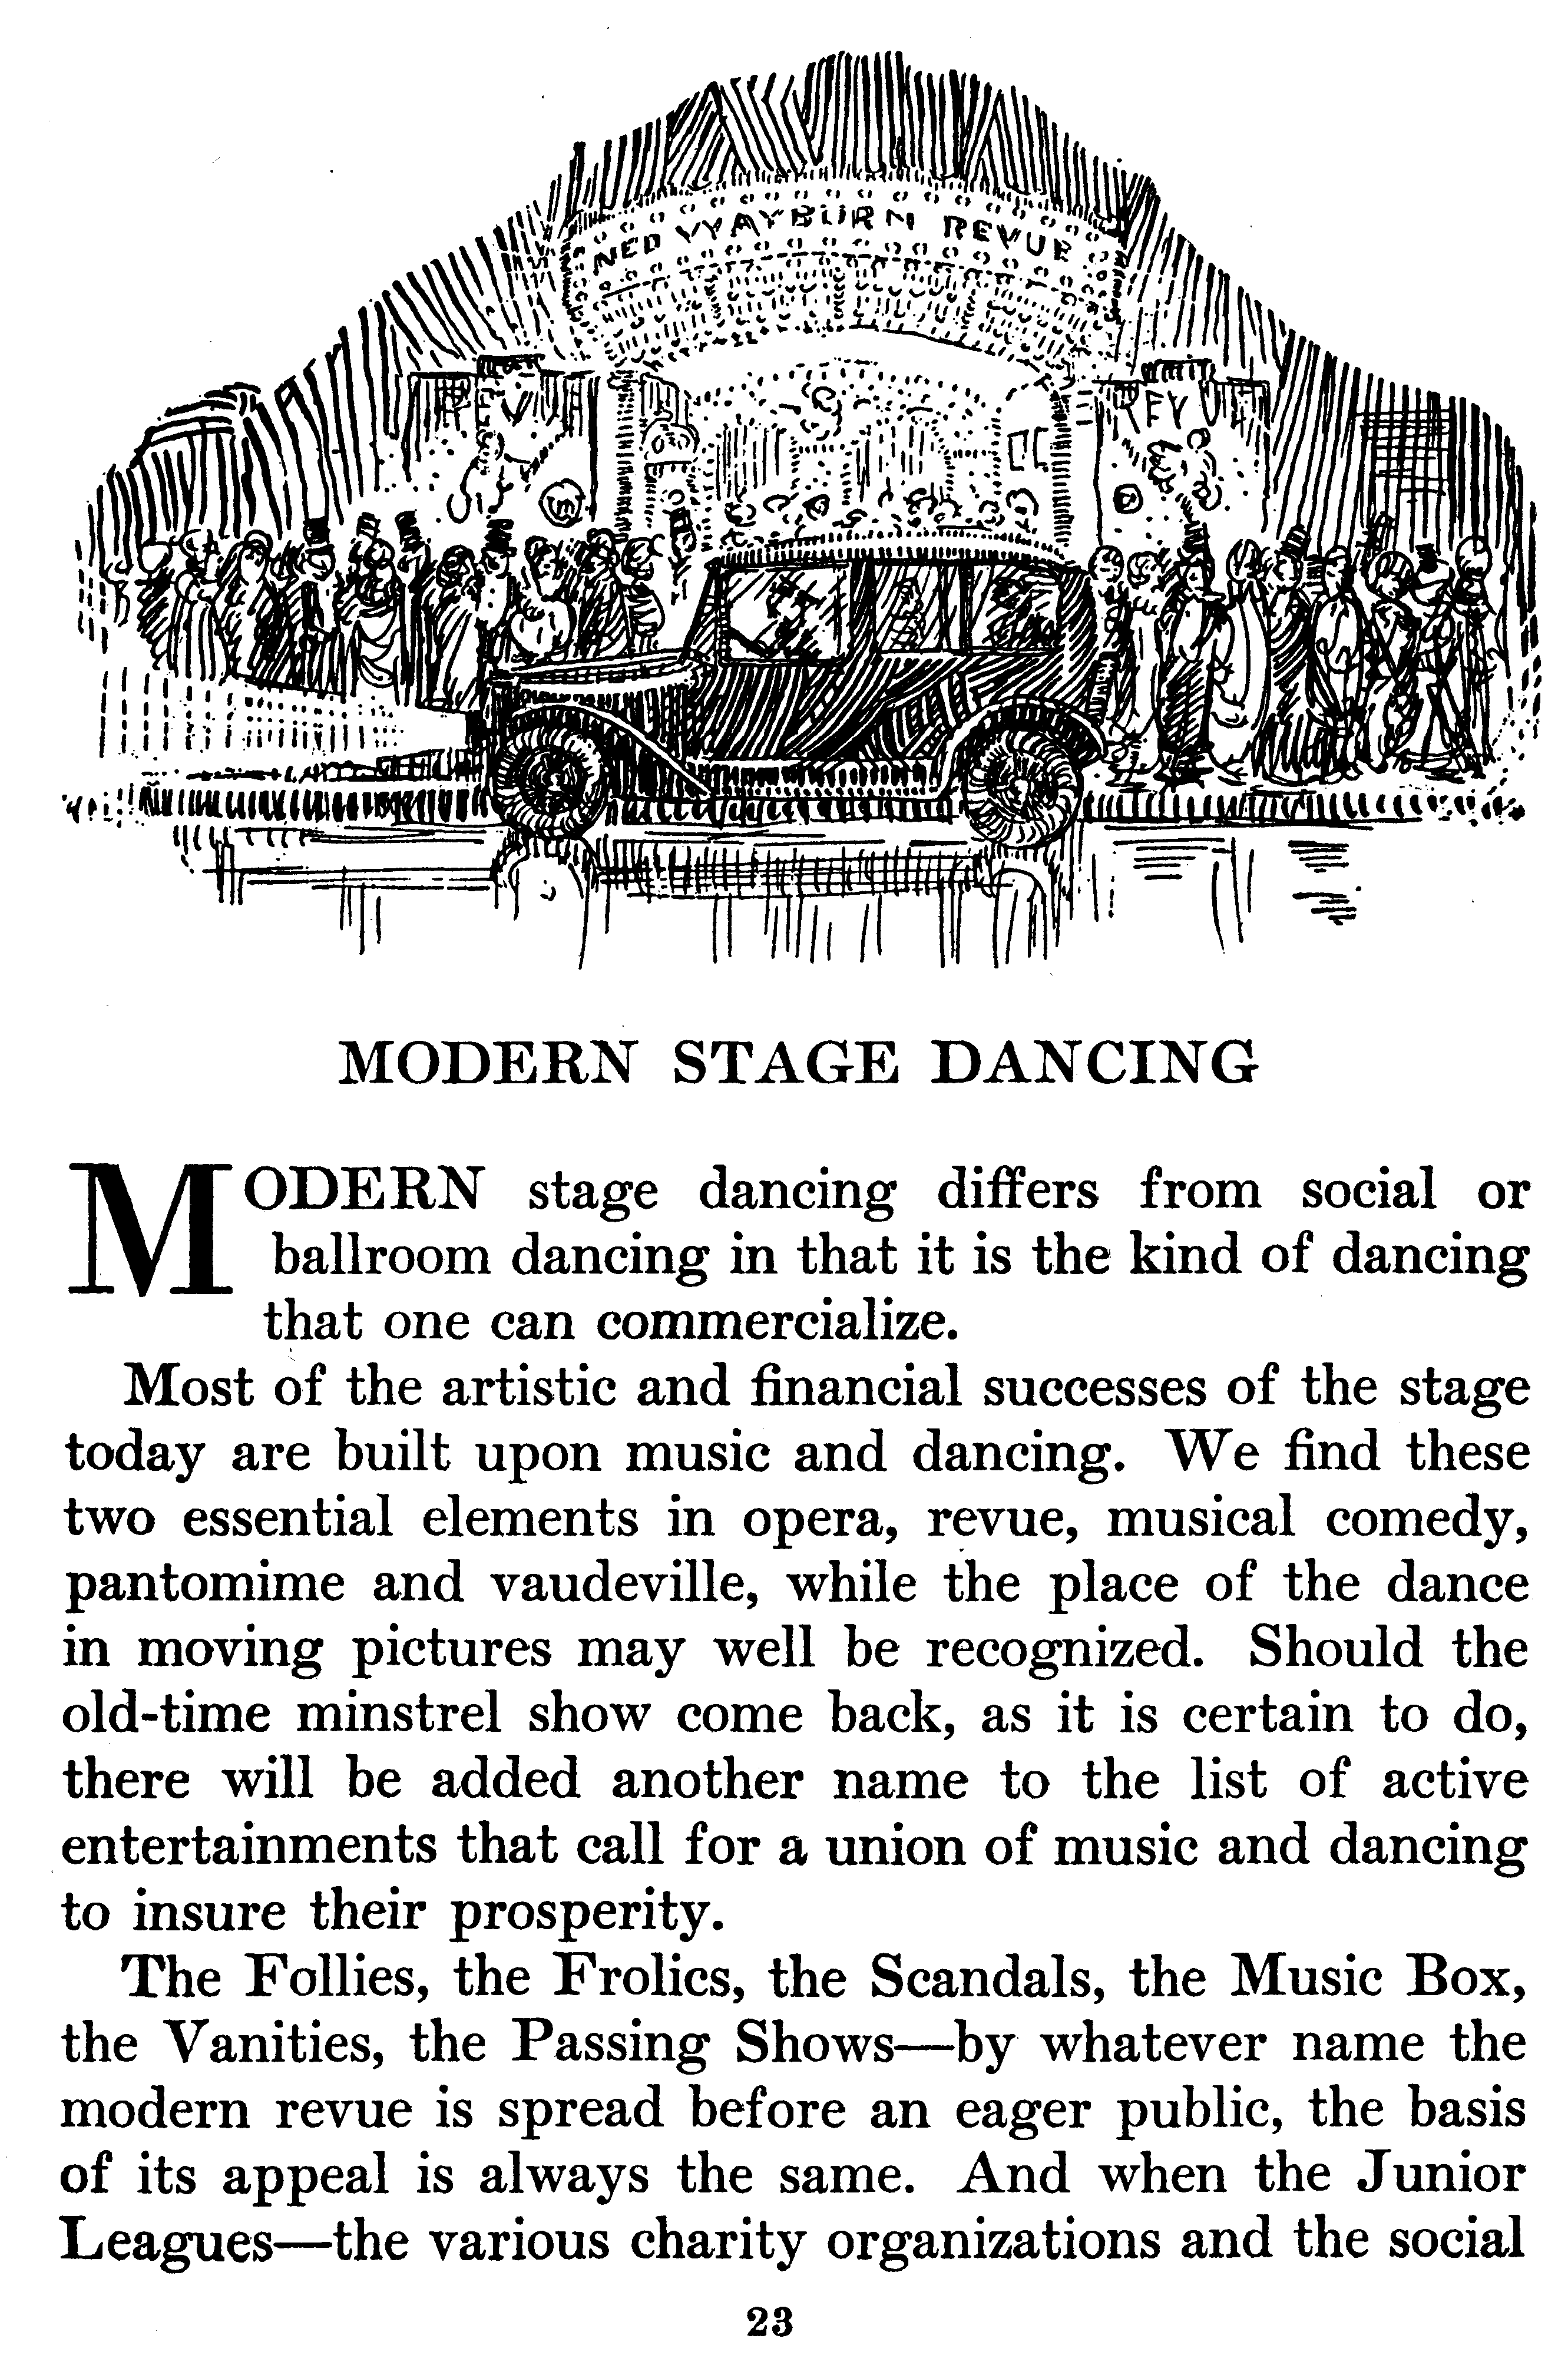 NED WAYBURN REVUE
MODERN STAGE DANCING
MODERN stage dancing differs from social or
ballroom dancing in that it is the kind of dancing
that one can commercialize.
Most of the artistic and financial successes of the stage
today are built upon music and dancing. We find these
two essential elements in opera, revue, musical comedy,
pantomime and vaudeville, while the place of the dance
in moving pictures may well be recognized. Should the
old-time minstrel show come back, as it is certain to do,
there will be added another name to the list of active
entertainments that call for a union of music and dancing
to insure their prosperity.
The Follies, the Frolics, the Scandals, the Music Box,
the Vanities, the Passing Shows—by whatever name the
modern revue is spread before an eager public, the basis
of its appeal is always the same. And when the Junior
Leagues—the various charity organizations and the social
23